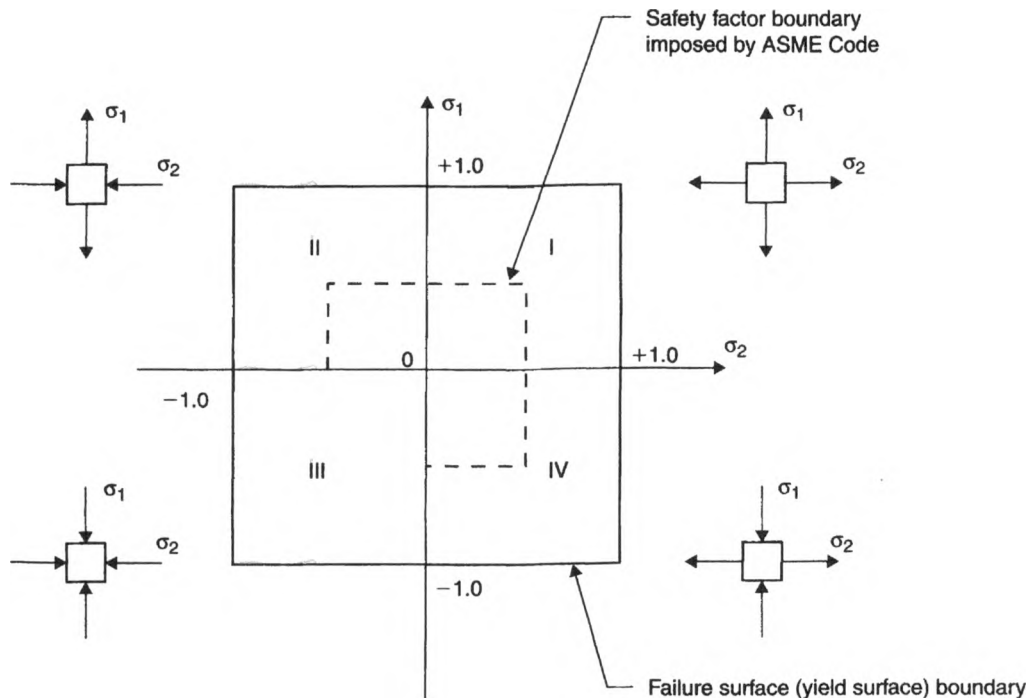 Safety factor boundary
imposed by ASME Code
σ1
σ1
σ1
σ2
+1.0
σ2
II
I
0
+1.0
σ2
−1.0
III
IV
σ1
σ1
σ2
σ2
−1.0
Failure surface (yield surface) boundary